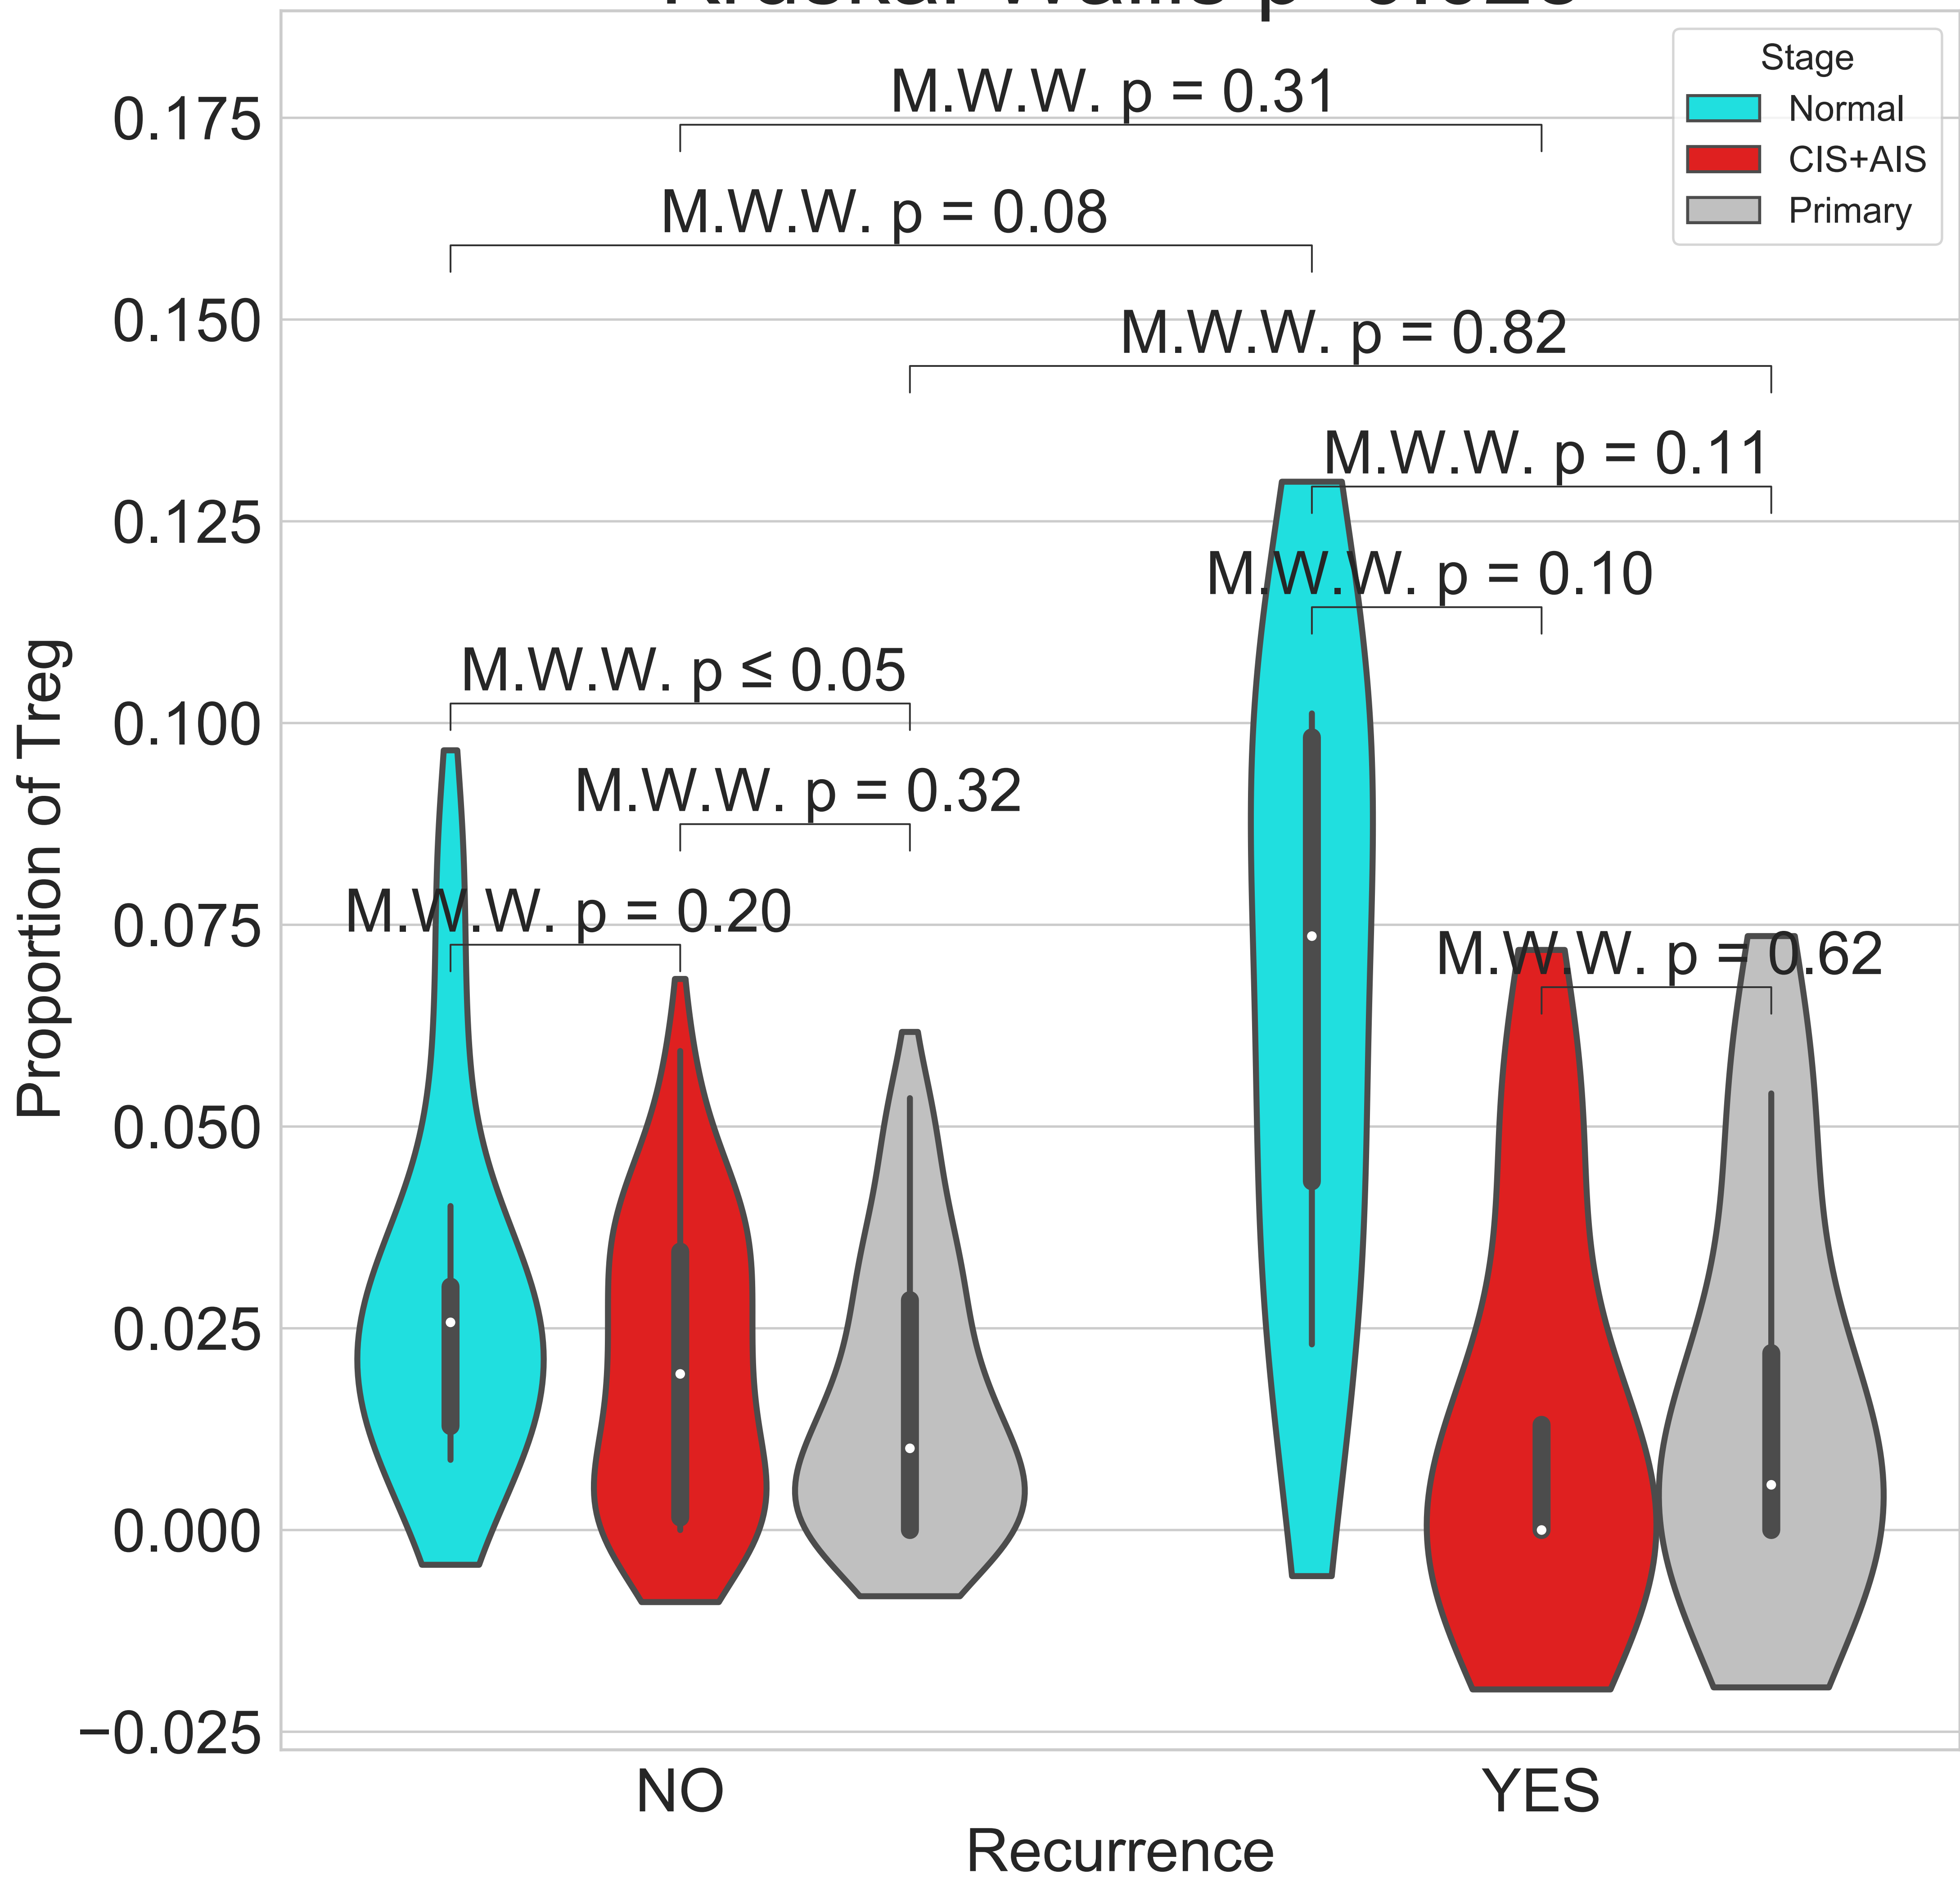 Stage
Normal
CIS+AIS
Primary
M.W.W. p = 0.31
M.W.W. p = 0.08
M.W.W. p = 0.82
M.W.W. p = 0.11
M.W.W. p = 0.10
M.W.W. p ≤ 0.05
M.W.W. p = 0.32
M.W.W. p = 0.20
M.W.W. p = 0.62
0.175
0.150
0.125
0.100
0.075
0.050
0.025
0.000
−0.025
Proportion of Treg
NO
YES
Recurrence